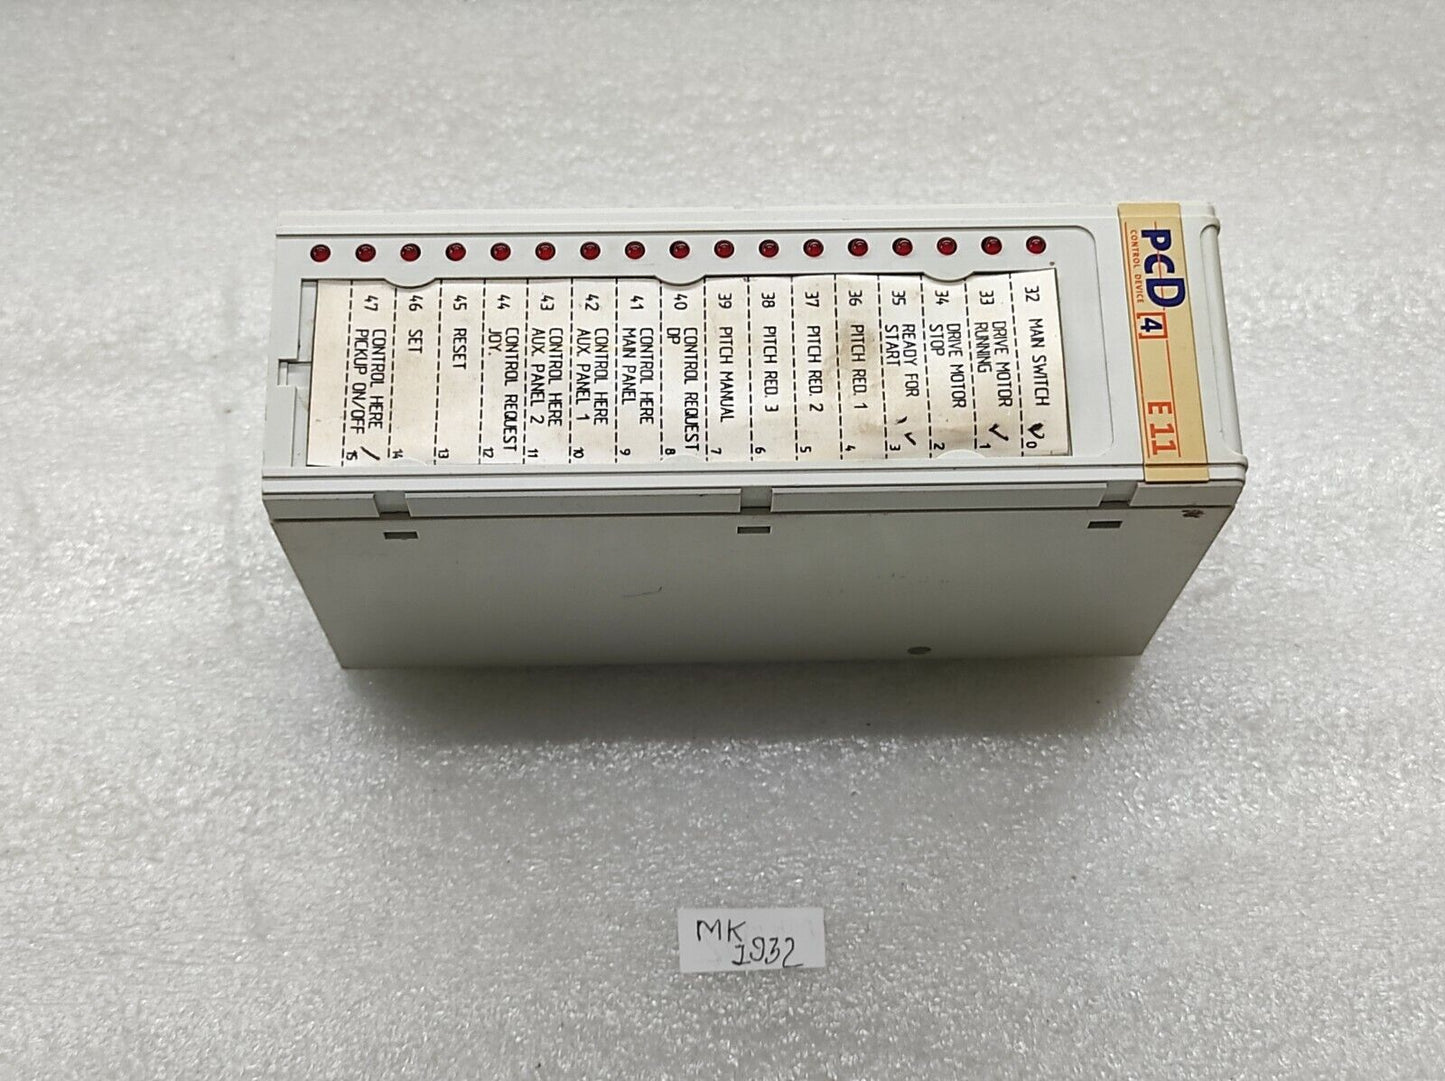 PCD
CONTROL DEVICE
4
E 11
32 MAIN SWITCH ✓ 0
33 DRIVE MOTOR
RUNNING ✓ 1
34 DRIVE MOTOR
STOP 2
35 READY FOR
START ✓ 3
36 PITCH RED. 1 4
37 PITCH RED. 2 5
38 PITCH RED. 3 6
39 PITCH MANUAL 7
40 CONTROL REQUEST
DP 8
41 CONTROL HERE
MAIN PANEL 9
42 CONTROL HERE
AUX. PANEL 1 10
43 CONTROL HERE
AUX. PANEL 2 11
44 CONTROL REQUEST
JOY. 12
45 RESET 13
46 SET 14
47 CONTROL HERE
PICKUP ON/OFF 15
MK
1932